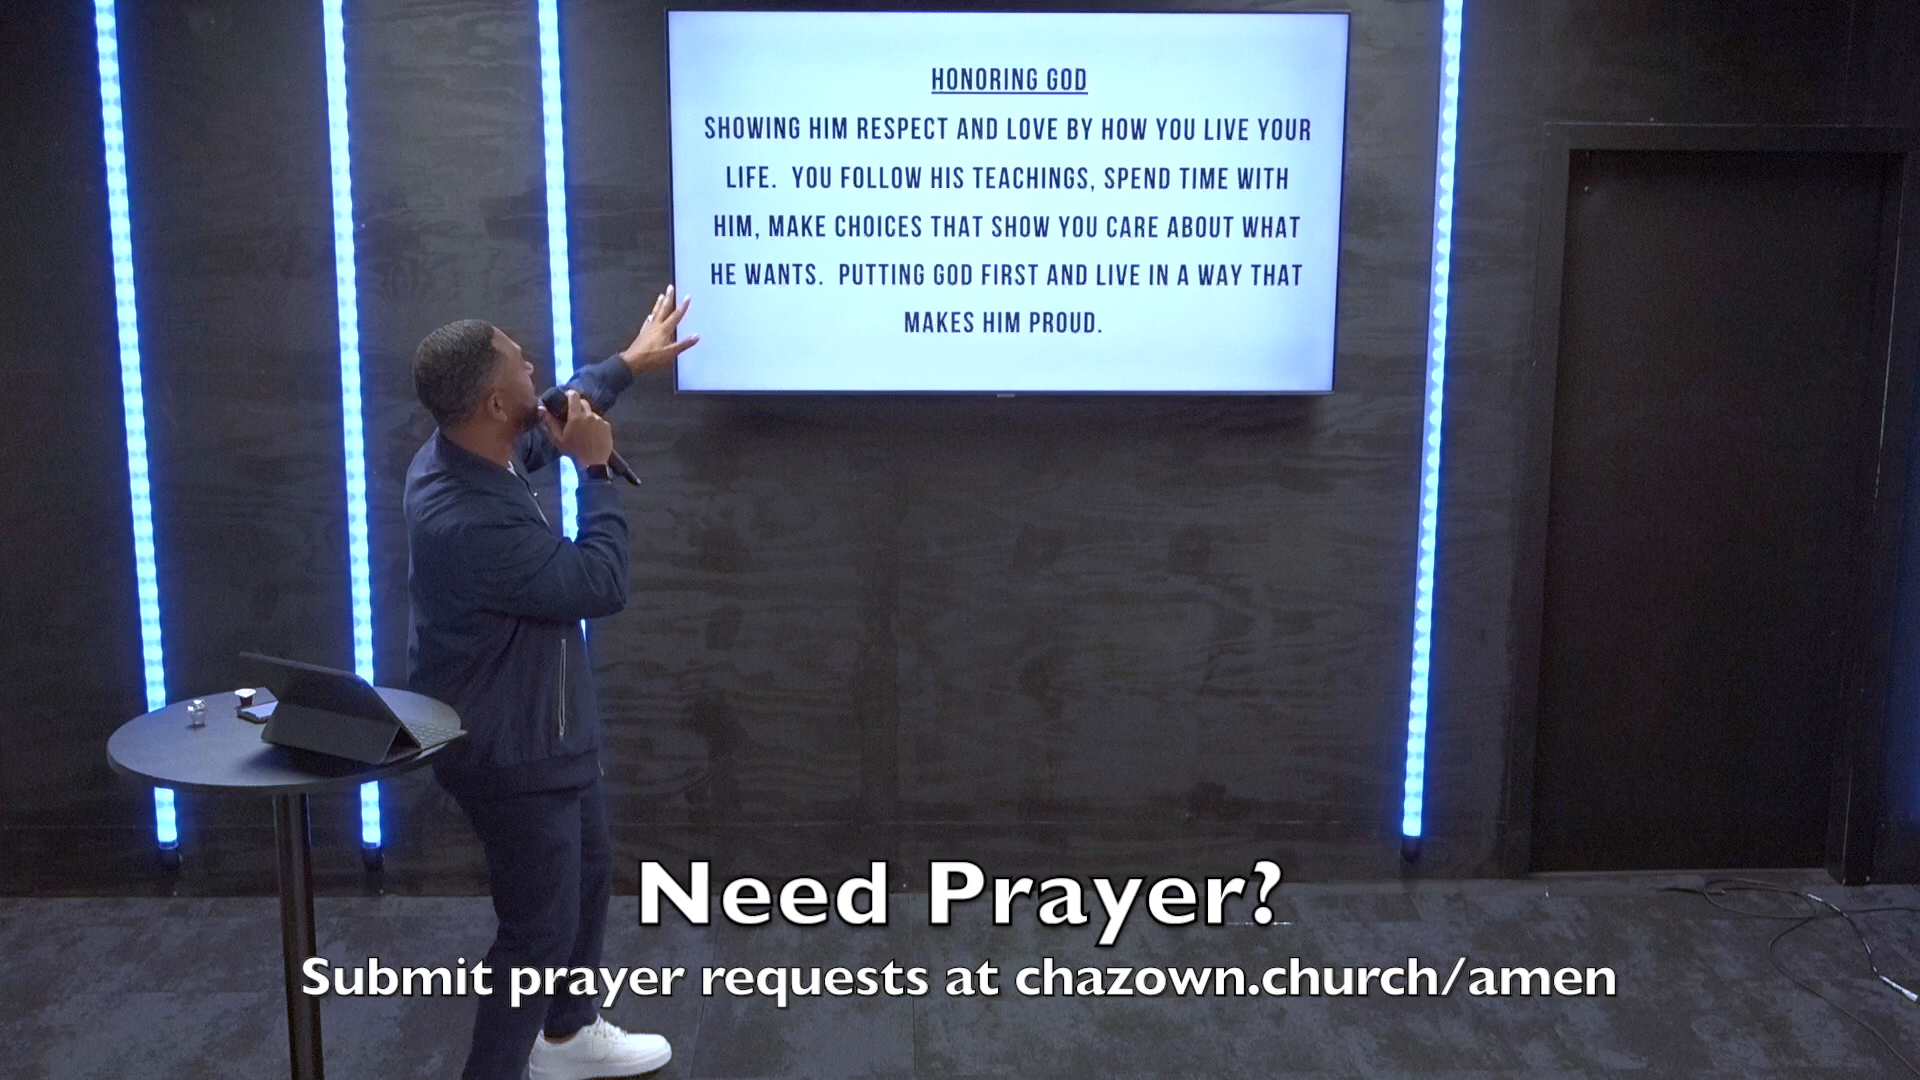 HONORING GOD
SHOWING HIM RESPECT AND LOVE BY HOW YOU LIVE YOUR
LIFE. YOU FOLLOW HIS TEACHINGS, SPEND TIME WITH
HIM, MAKE CHOICES THAT SHOW YOU CARE ABOUT WHAT
HE WANTS. PUTTING GOD FIRST AND LIVE IN A WAY THAT
MAKES HIM PROUD.
Need Prayer?
Submit prayer requests at chazown.church/amen